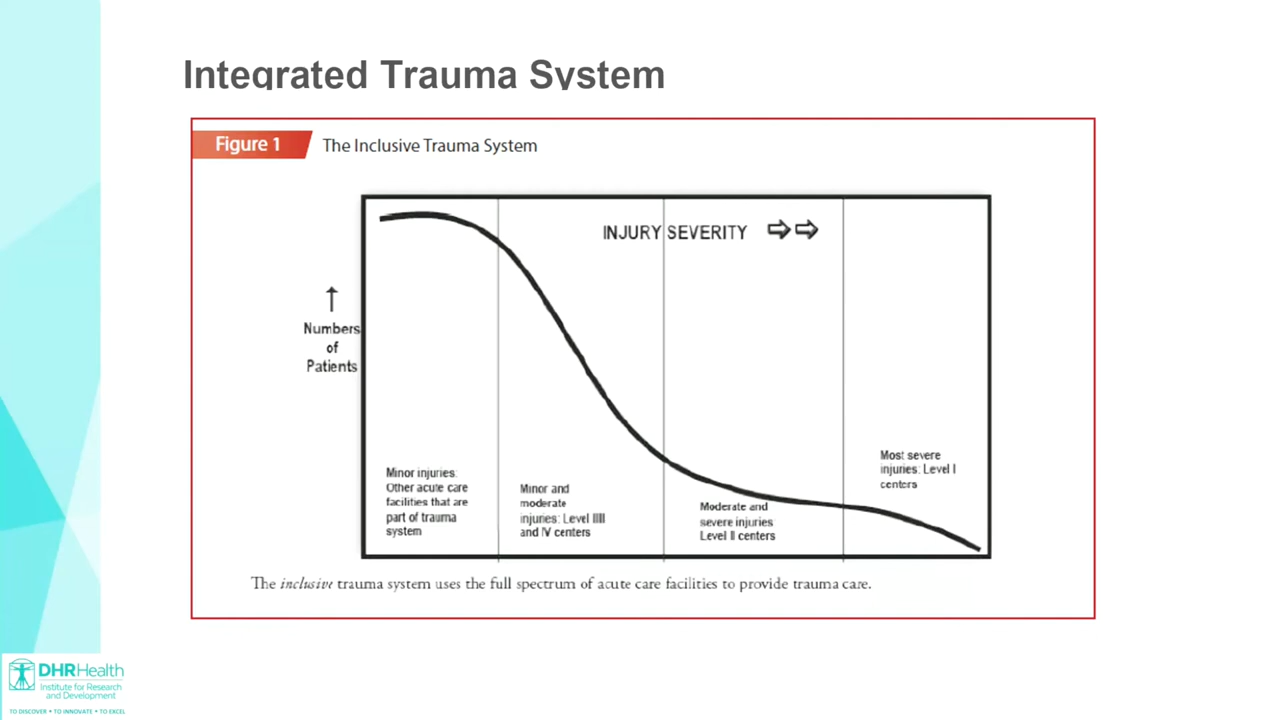 Integrated Trauma System
Figure 1
The Inclusive Trauma System
INJURY SEVERITY
Numbers
of
Patients
Minor injuries:
Other acute care
facilities that are
part of trauma
system
Minor and
moderate
injuries: Level IIII
and IV centers
Moderate and
severe injuries
Level II centers
Most severe
injuries: Level I
centers
The inclusive trauma system uses the full spectrum of acute care facilities to provide trauma care.
DHR Health
Institute for Research
and Development
TO DISCOVER • TO INNOVATE • TO EXCEL